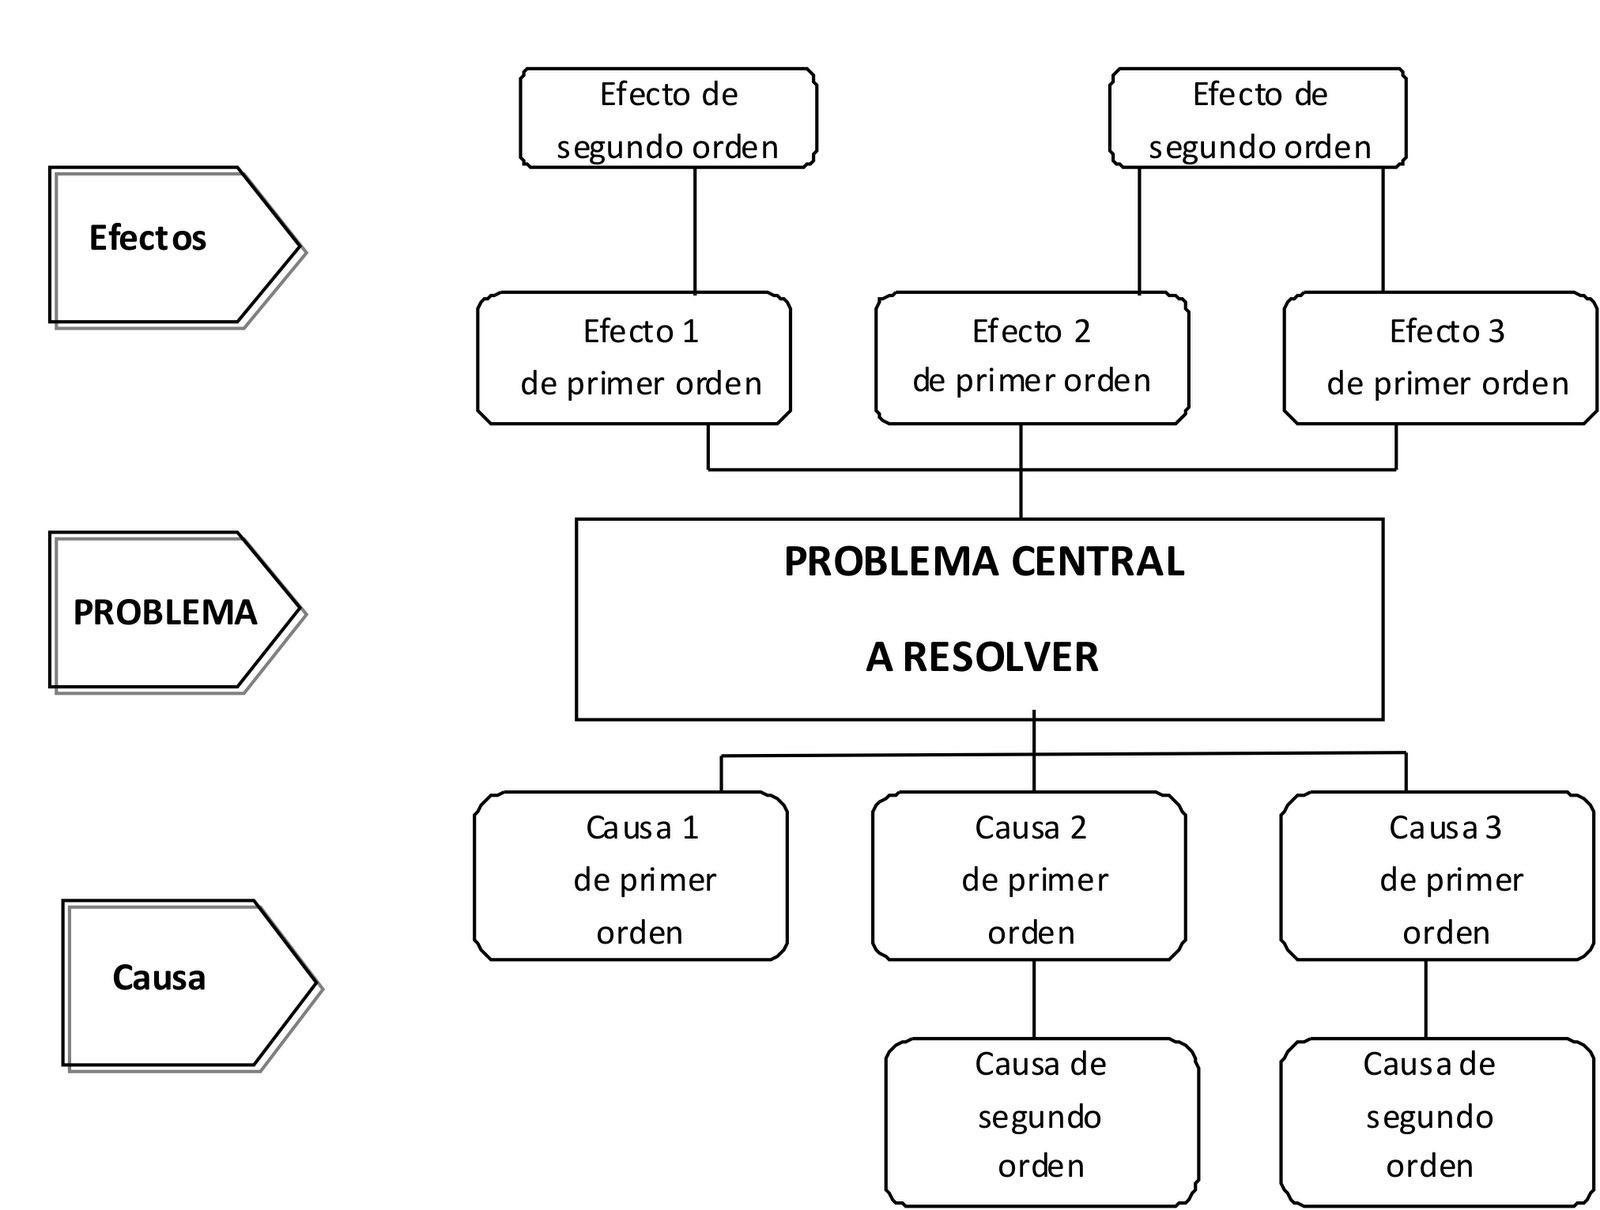 Efecto de
segundo orden
Efecto de
segundo orden
Efectos
Efecto 1
de primer orden
Efecto 2
de primer orden
Efecto 3
de primer orden
PROBLEMA
PROBLEMA CENTRAL
A RESOLVER
Causa
Causa 1
de primer
orden
Causa 2
de primer
orden
Causa 3
de primer
orden
Causa de
segundo
orden
Causa de
segundo
orden